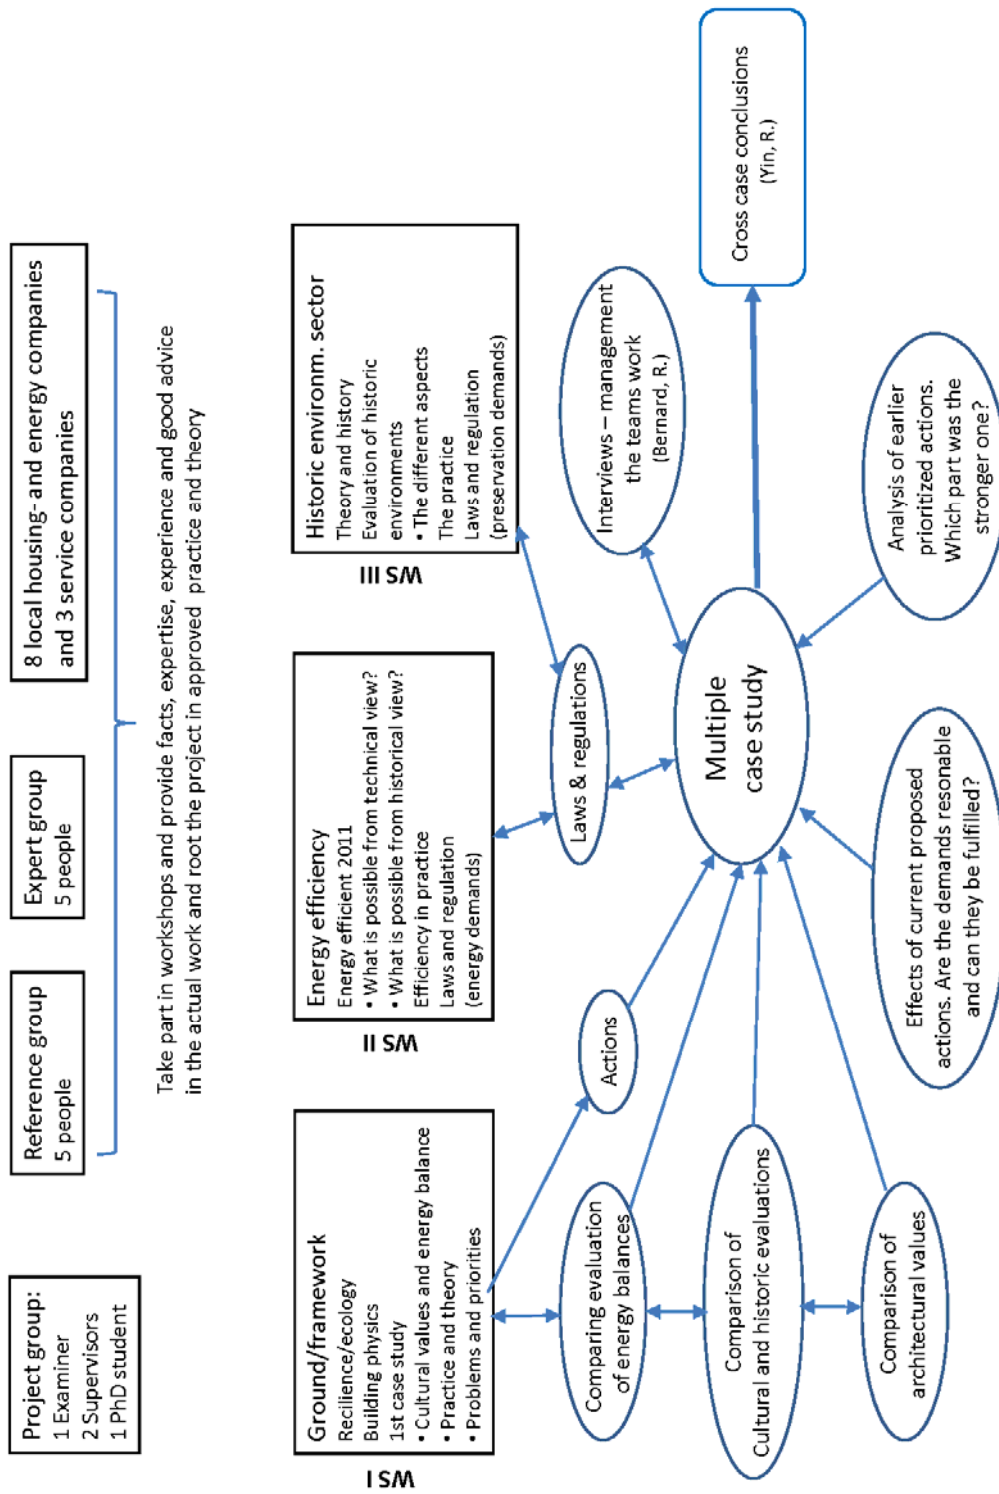 Project group:
1 Examiner
2 Supervisors
1 PhD student
Reference group
5 people
Expert group
5 people
8 local housing- and energy companies
and 3 service companies
Take part in workshops and provide facts, expertise, experience and good advice
in the actual work and root the project in approved practice and theory
WS I
Ground/framework
Recilience/ecology
Building physics
1st case study
• Cultural values and energy balance
• Practice and theory
• Problems and priorities
WS II
Energy efficiency
Energy efficient 2011
• What is possible from technical view?
• What is possible from historical view?
Efficiency in practice
Laws and regulation
(energy demands)
WS III
Historic environm. sector
Theory and history
Evaluation of historic
environments
• The different aspects
The practice
Laws and regulation
(preservation demands)
Comparing evaluation
of energy balances
Actions
Laws & regulations
Interviews – management
the teams work
(Bernard, R.)
Comparison of
Cultural and historic evaluations
Multiple
case study
Cross case conclusions
(Yin, R.)
Comparison of
architectural values
Effects of current proposed
actions. Are the demands resonable
and can they be fulfilled?
Analysis of earlier
prioritized actions.
Which part was the
stronger one?